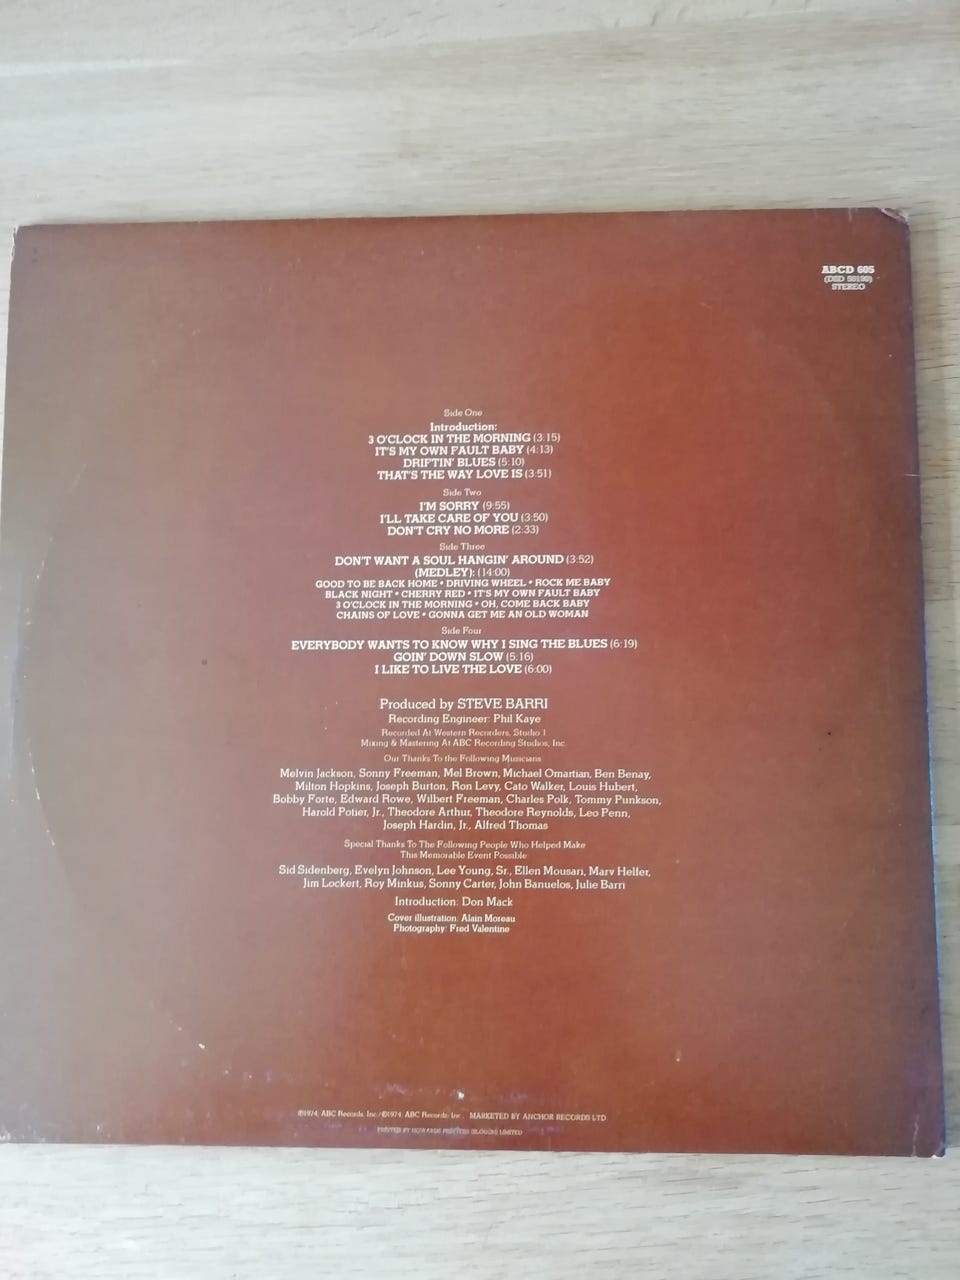 ABCD 605
(DSD 50190)
STEREO
Side One
Introduction:
3 O'CLOCK IN THE MORNING (3:15)
IT'S MY OWN FAULT BABY (4:13)
DRIFTIN' BLUES (5:10)
THAT'S THE WAY LOVE IS (3:51)
Side Two
I'M SORRY (9:55)
I'LL TAKE CARE OF YOU (3:50)
DON'T CRY NO MORE (2:33)
Side Three
DON'T WANT A SOUL HANGIN' AROUND (3:52)
(MEDLEY): (14:00)
GOOD TO BE BACK HOME • DRIVING WHEEL • ROCK ME BABY
BLACK NIGHT • CHERRY RED • IT'S MY OWN FAULT BABY
3 O'CLOCK IN THE MORNING • OH, COME BACK BABY
CHAINS OF LOVE • GONNA GET ME AN OLD WOMAN
Side Four
EVERYBODY WANTS TO KNOW WHY I SING THE BLUES (6:19)
GOIN' DOWN SLOW (5:16)
I LIKE TO LIVE THE LOVE (6:00)
Produced by STEVE BARRI
Recording Engineer: Phil Kaye
Recorded At Western Recorders, Studio 1
Mixing & Mastering At ABC Recording Studios, Inc.
Our Thanks To the Following Musicians
Melvin Jackson, Sonny Freeman, Mel Brown, Michael Omartian, Ben Benay,
Milton Hopkins, Joseph Burton, Ron Levy, Cato Walker, Louis Hubert,
Bobby Forte, Edward Rowe, Wilbert Freeman, Charles Polk, Tommy Punkson,
Harold Potier, Jr., Theodore Arthur, Theodore Reynolds, Leo Penn,
Joseph Hardin, Jr., Alfred Thomas
Special Thanks To The Following People Who Helped Make
This Memorable Event Possible
Sid Sidenberg, Evelyn Johnson, Lee Young, Sr., Ellen Mousari, Marv Helfer,
Jim Lockert, Roy Minkus, Sonny Carter, John Banuelos, Julie Barri
Introduction: Don Mack
Cover illustration: Alain Moreau
Photography: Fred Valentine
℗1974, ABC Records, Inc./©1974, ABC Records, Inc. MARKETED BY ANCHOR RECORDS LTD.
PRINTED BY HOWARDS PRINTERS (SLOUGH) LIMITED